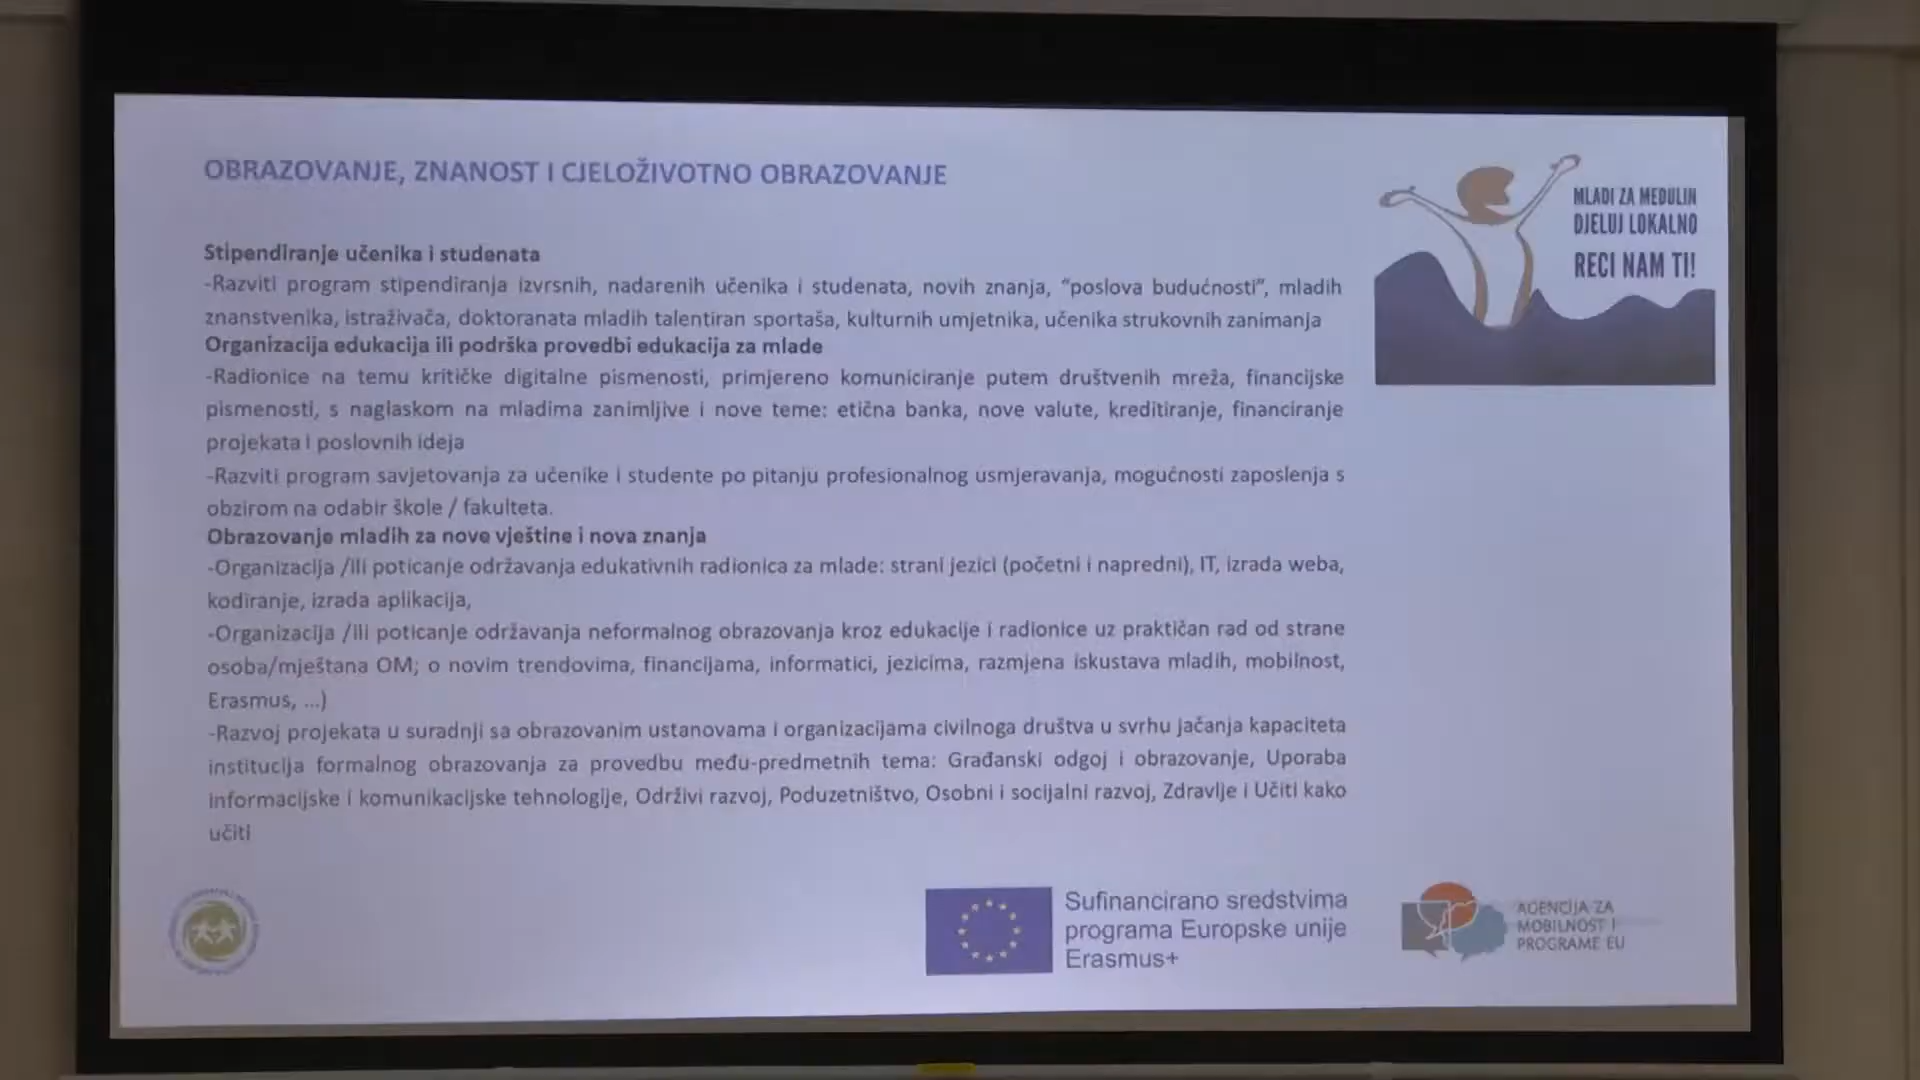 OBRAZOVANJE, ZNANOST I CJELOŽIVOTNO OBRAZOVANJE
MLADI ZA MEDULIN
DJELUJ LOKALNO
RECI NAM TI!
Stipendiranje učenika i studenata
-Razviti program stipendiranja izvrsnih, nadarenih učenika i studenata, novih znanja, “poslova budućnosti”, mladih
znanstvenika, istraživača, doktoranata mladih talentiran sportaša, kulturnih umjetnika, učenika strukovnih zanimanja
Organizacija edukacija ili podrška provedbi edukacija za mlade
-Radionice na temu kritičke digitalne pismenosti, primjereno komuniciranje putem društvenih mreža, financijske
pismenosti, s naglaskom na mladima zanimljive i nove teme: etična banka, nove valute, kreditiranje, financiranje
projekata i poslovnih ideja
-Razviti program savjetovanja za učenike i studente po pitanju profesionalnog usmjeravanja, mogućnosti zaposlenja s
obzirom na odabir škole / fakulteta.
Obrazovanje mladih za nove vještine i nova znanja
-Organizacija /ili poticanje održavanja edukativnih radionica za mlade: strani jezici (početni i napredni), IT, izrada weba,
kodiranje, izrada aplikacija,
-Organizacija /ili poticanje održavanja neformalnog obrazovanja kroz edukacije i radionice uz praktičan rad od strane
osoba/mještana OM; o novim trendovima, financijama, informatici, jezicima, razmjena iskustava mladih, mobilnost,
Erasmus, ...)
-Razvoj projekata u suradnji sa obrazovanim ustanovama i organizacijama civilnoga društva u svrhu jačanja kapaciteta
institucija formalnog obrazovanja za provedbu među-predmetnih tema: Građanski odgoj i obrazovanje, Uporaba
informacijske i komunikacijske tehnologije, Održivi razvoj, Poduzetništvo, Osobni i socijalni razvoj, Zdravlje i Učiti kako
učiti
Sufinancirano sredstvima
programa Europske unije
Erasmus+
AGENCIJA ZA
MOBILNOST I
PROGRAME EU